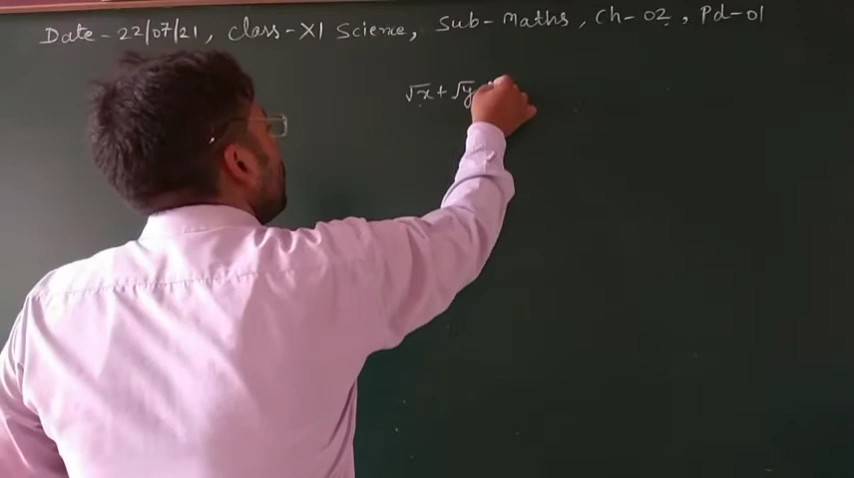 Date - 22/07/21, Class - XI Science, Sub - Maths, Ch - 02, Pd - 01
√x + √y